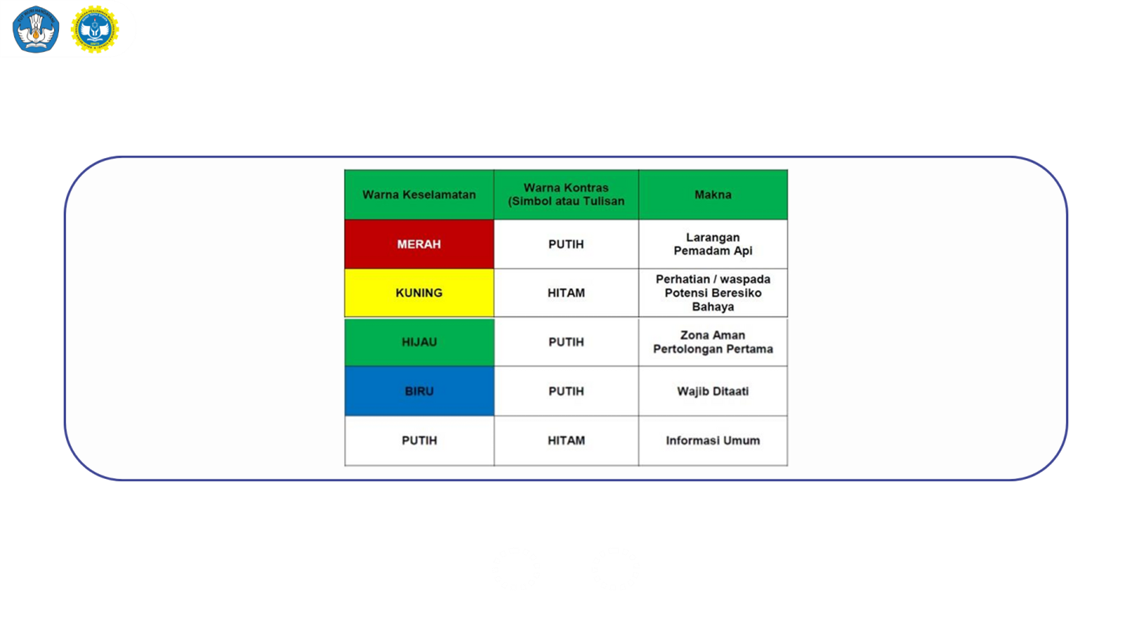 Warna Keselamatan
Warna Kontras
(Simbol atau Tulisan
Makna
MERAH
PUTIH
Larangan
Pemadam Api
KUNING
HITAM
Perhatian / waspada
Potensi Beresiko
Bahaya
HIJAU
PUTIH
Zona Aman
Pertolongan Pertama
BIRU
PUTIH
Wajib Ditaati
PUTIH
HITAM
Informasi Umum